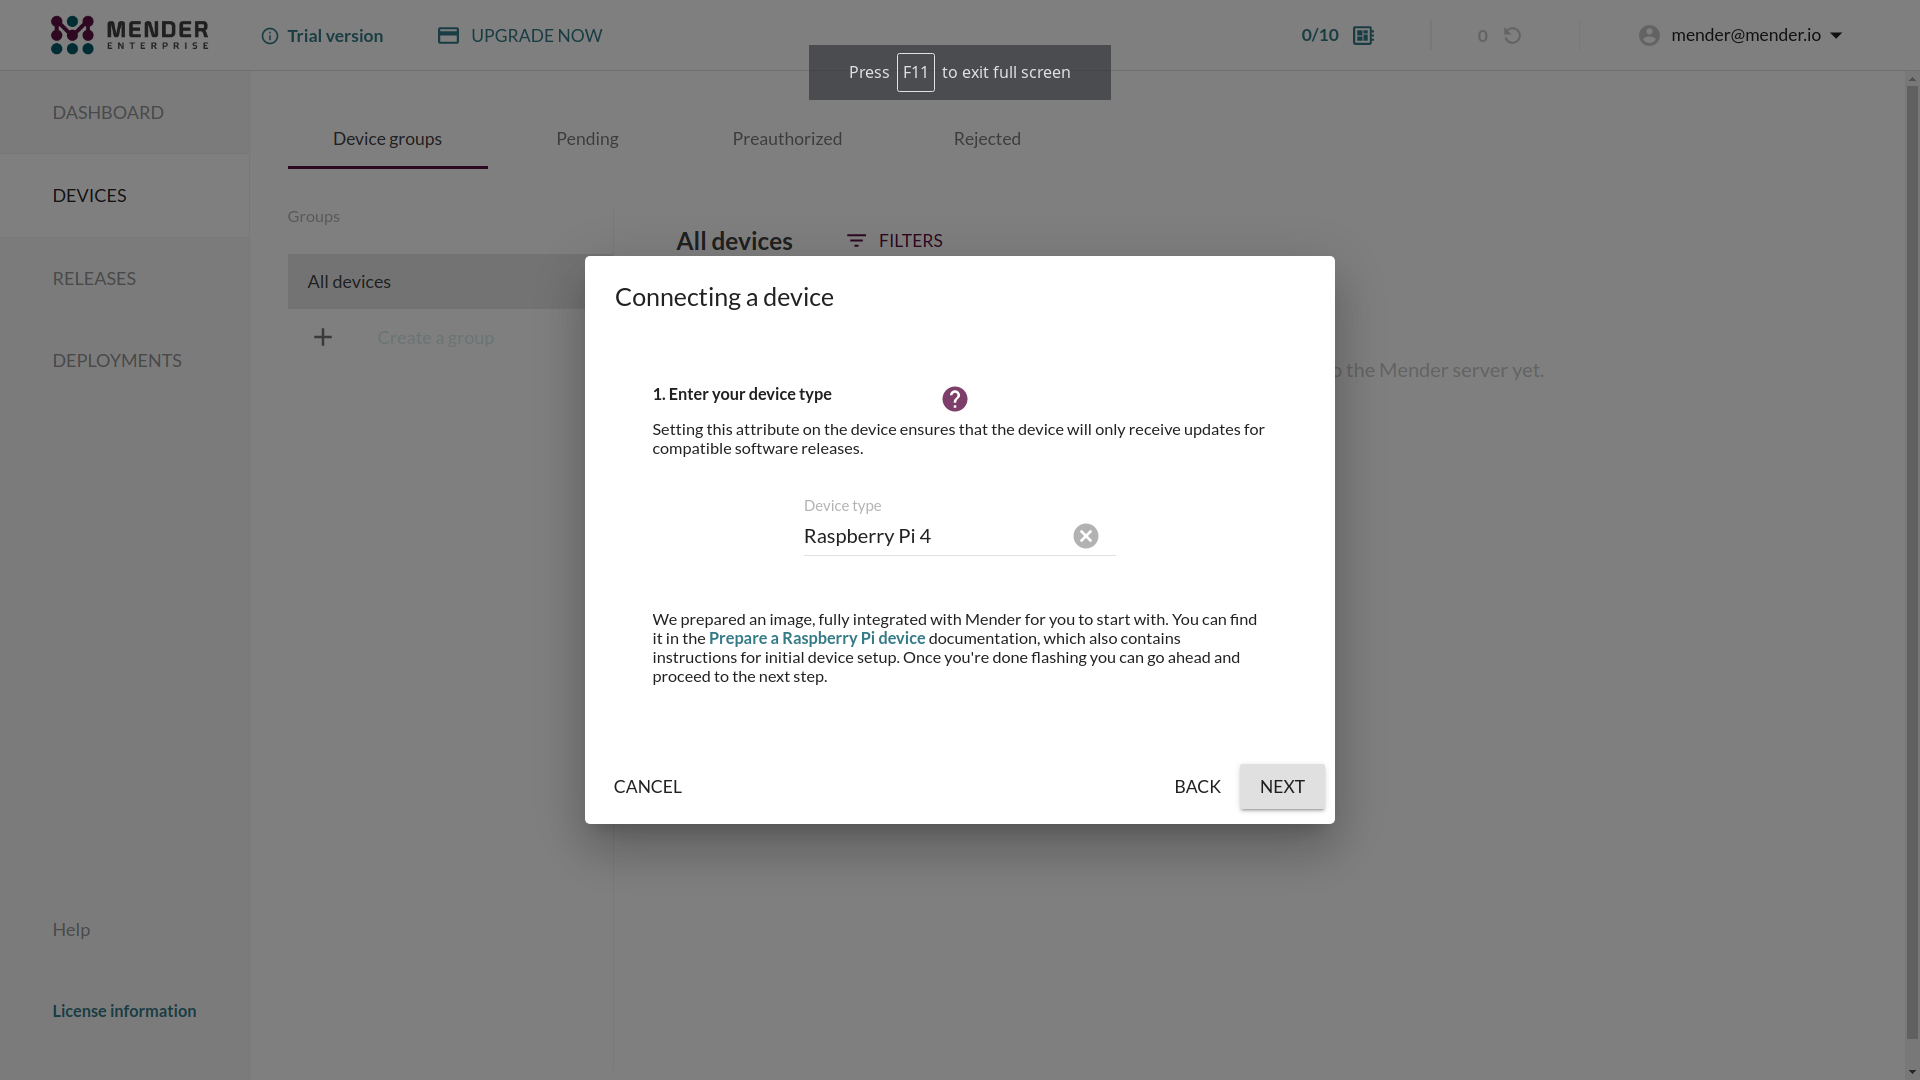 MENDER
ENTERPRISE
Trial version
UPGRADE NOW
0/10
0
mender@mender.io
Press F11 to exit full screen
DASHBOARD
DEVICES
RELEASES
DEPLOYMENTS
Help
License information
Device groups
Pending
Preauthorized
Rejected
Groups
All devices
Create a group
All devices
FILTERS
the Mender server yet.
Connecting a device
1. Enter your device type
?
Setting this attribute on the device ensures that the device will only receive updates for
compatible software releases.
Device type
Raspberry Pi 4
We prepared an image, fully integrated with Mender for you to start with. You can find
it in the Prepare a Raspberry Pi device documentation, which also contains
instructions for initial device setup. Once you're done flashing you can go ahead and
proceed to the next step.
CANCEL
BACK
NEXT